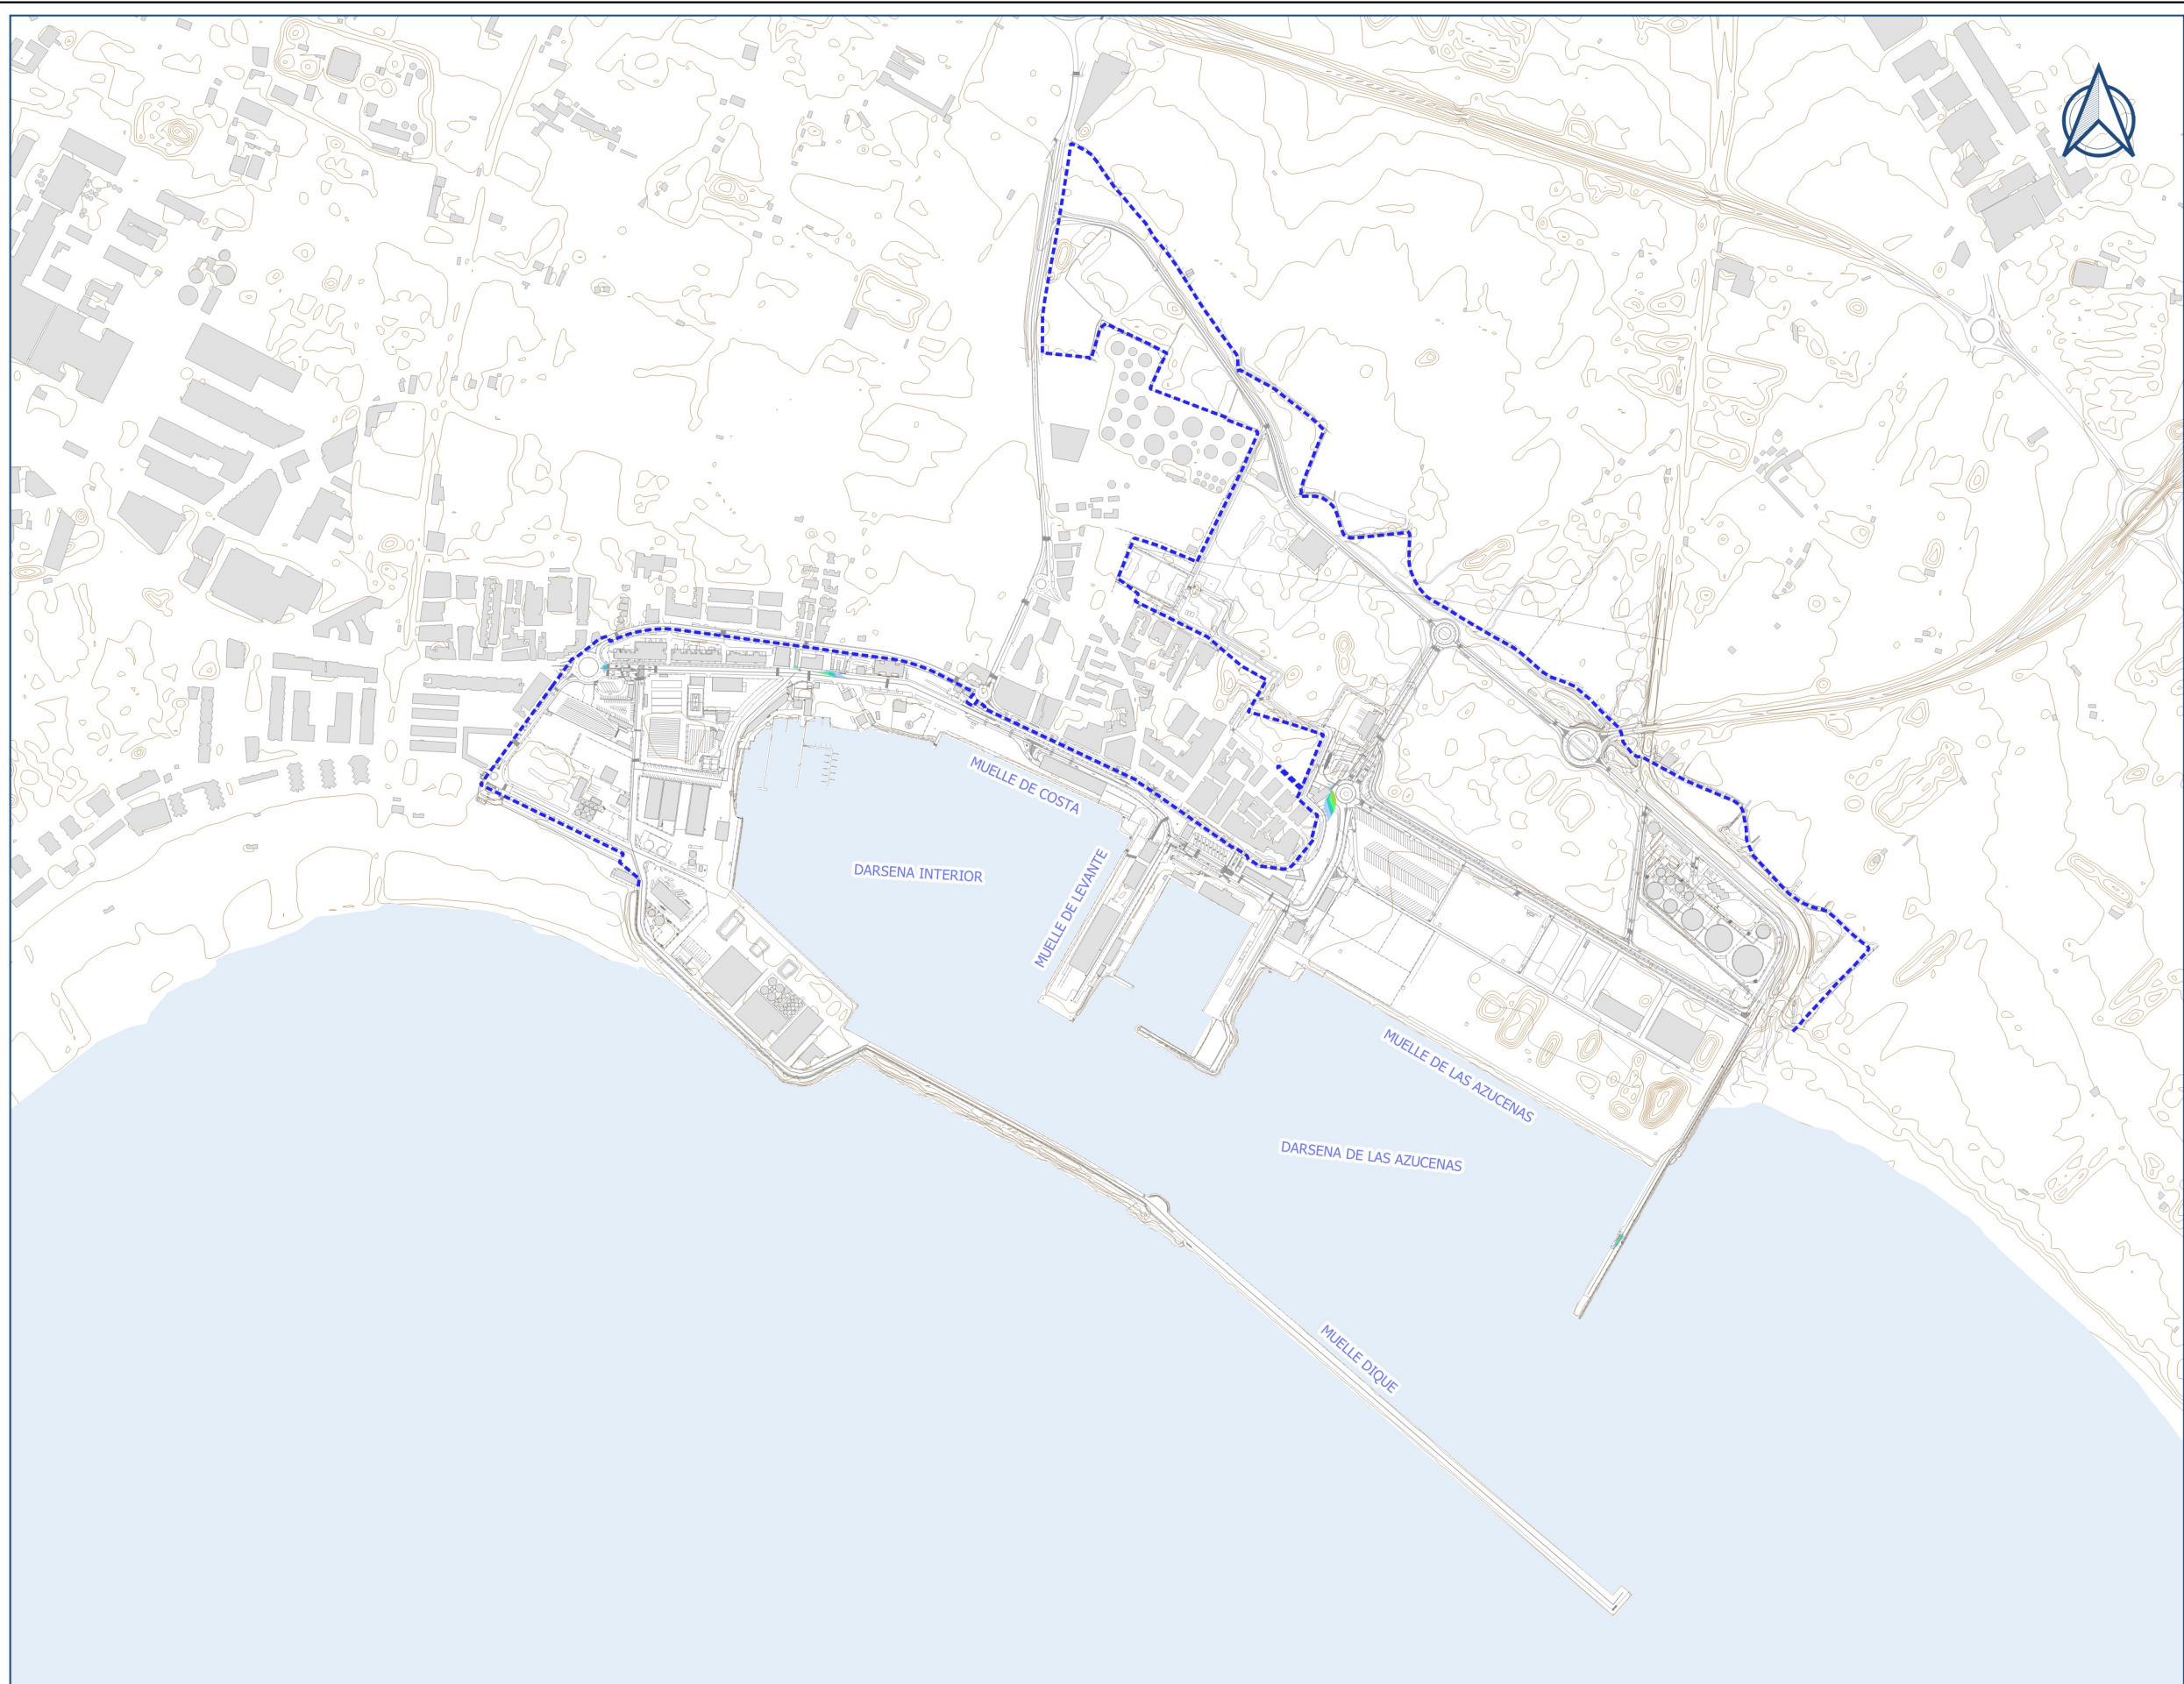 MUELLE DE COSTA
DARSENA INTERIOR
MUELLE DE LEVANTE
MUELLE DE LAS AZUCENAS
DARSENA DE LAS AZUCENAS
MUELLE DIQUE